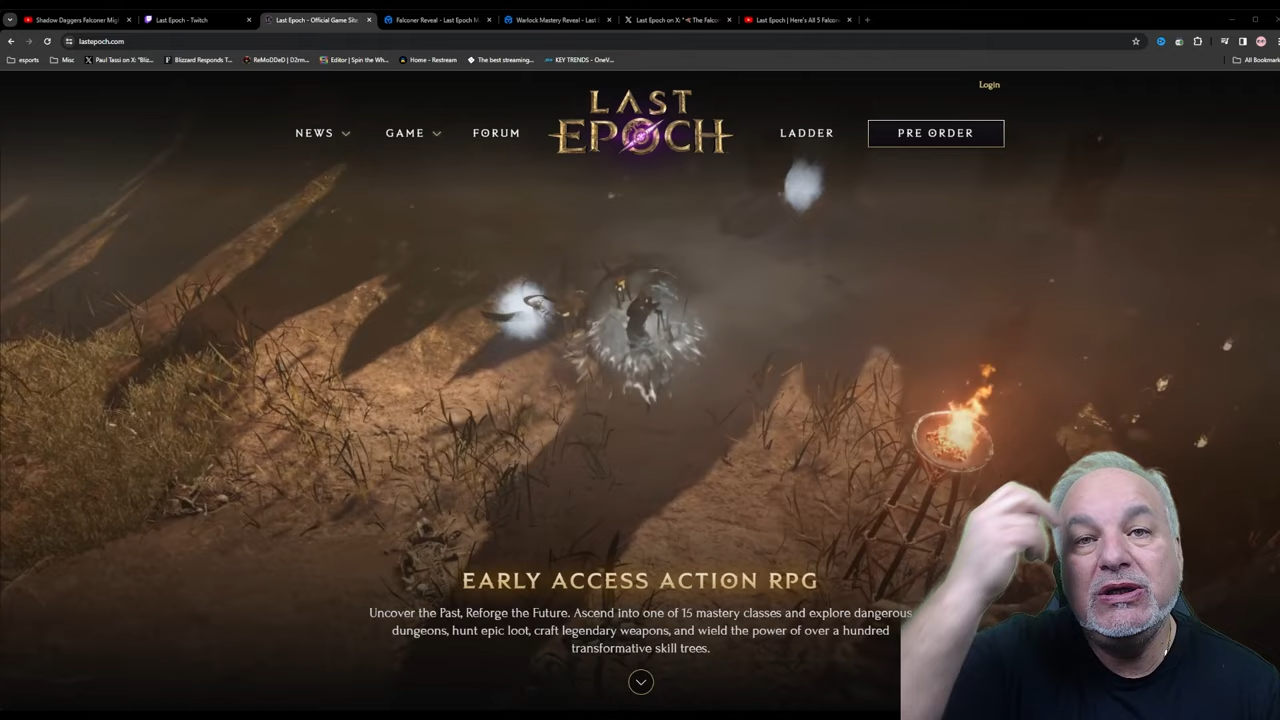 Shadow Daggers Falconer Mig
Last Epoch - Twitch
Last Epoch - Official Game Site
Falconer Reveal - Last Epoch M
Warlock Mastery Reveal - Last
Last Epoch on X: "
The Falco
Last Epoch | Here's All 5 Falcon
lastepoch.com
esports
Misc
Paul Tassi on X: "Bliz...
Blizzard Responds T...
ReMoDDeD | D2rm...
Editor | Spin the Wh...
Home - Restream
The best streaming...
KEY TRENDS - OneV...
All Bookmark
Login
LAST
EPOCH
NEWS
GAME
FORUM
LADDER
PRE ORDER
EARLY ACCESS ACTION RPG
Uncover the Past, Reforge the Future. Ascend into one of 15 mastery classes and explore dangerous
dungeons, hunt epic loot, craft legendary weapons, and wield the power of over a hundred
transformative skill trees.